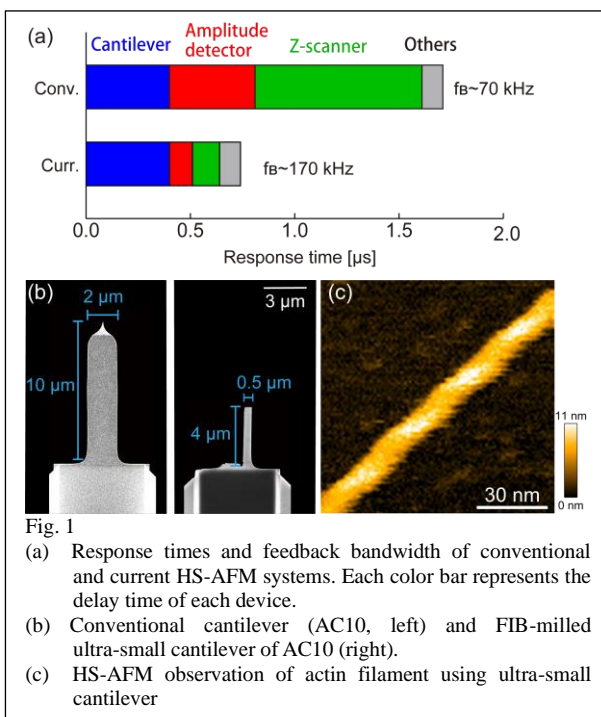 (a)
Cantilever Amplitude detector Z-scanner Others
Conv.
fB~70 kHz
Curr.
fB~170 kHz
0.0 0.5 1.0 1.5 2.0
Response time [µs]
(b)
2 µm
10 µm
3 µm
0.5 µm
4 µm
(c)
11 nm
0 nm
30 nm
Fig. 1
(a) Response times and feedback bandwidth of conventional
and current HS-AFM systems. Each color bar represents the
delay time of each device.
(b) Conventional cantilever (AC10, left) and FIB-milled
ultra-small cantilever of AC10 (right).
(c) HS-AFM observation of actin filament using ultra-small
cantilever